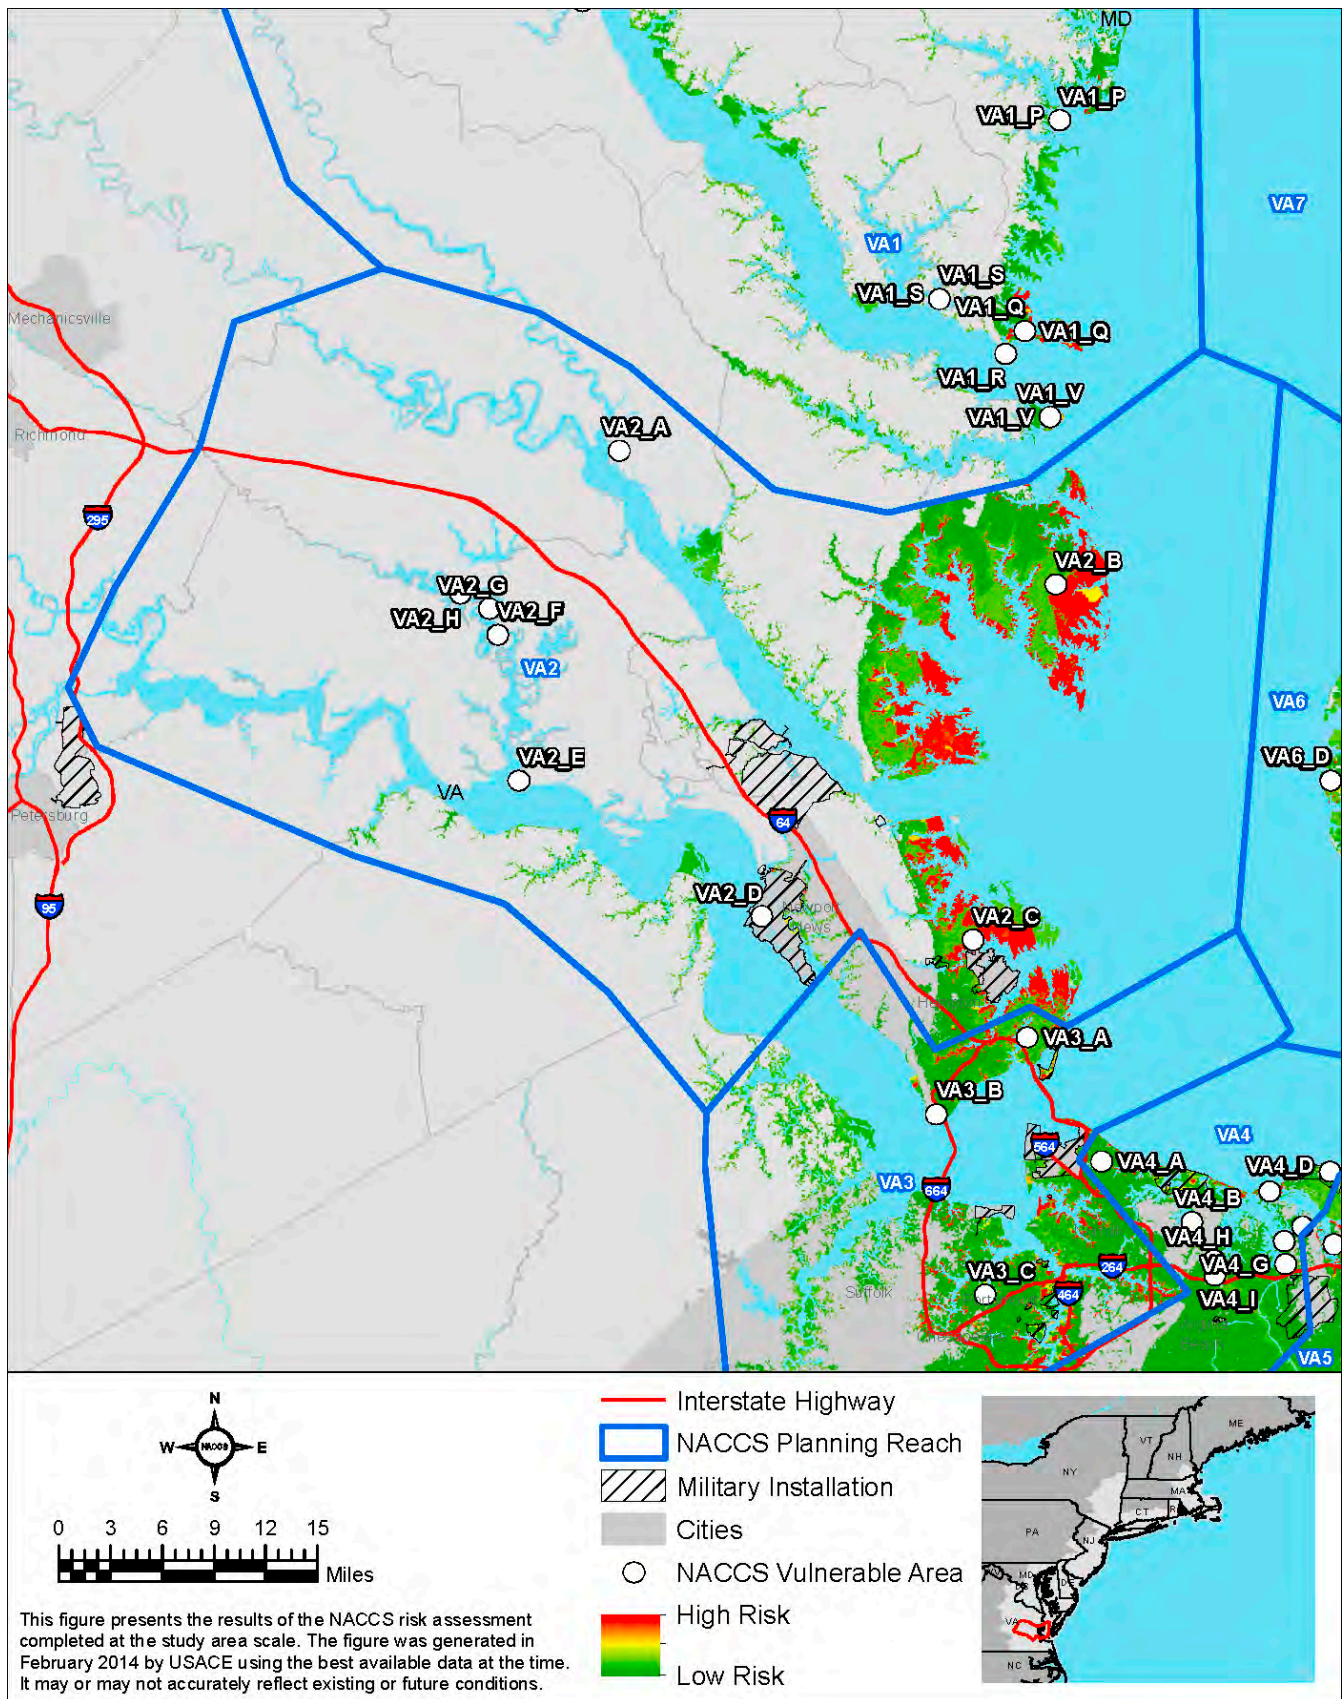 MD
VA1_P
VA1_P
VA7
VA1
VA1_S
VA1_S
VA1_Q
VA1_Q
VA1_R
VA1_V
VA1_V
Mechanicsville
Richmond
295
VA2_A
VA2_B
VA2_G
VA2_F
VA2_H
VA2
VA6
VA6_D
VA2_E
VA
Petersburg
64
95
VA2_D
Newport
News
VA2_C
VA3_A
VA3_B
564
VA4
VA4_A
VA4_D
VA3
664
VA4_B
VA4_H
264
VA4_G
VA3_C
464
VA4_I
Suffolk
VA5
N
W NACCS E
S
0 3 6 9 12 15
Miles
This figure presents the results of the NACCS risk assessment
completed at the study area scale. The figure was generated in
February 2014 by USACE using the best available data at the time.
It may or may not accurately reflect existing or future conditions.
Interstate Highway
NACCS Planning Reach
Military Installation
Cities
NACCS Vulnerable Area
High Risk
Low Risk
ME
VT
NH
NY
MA
CT
PA
NJ
MD
VA
NC